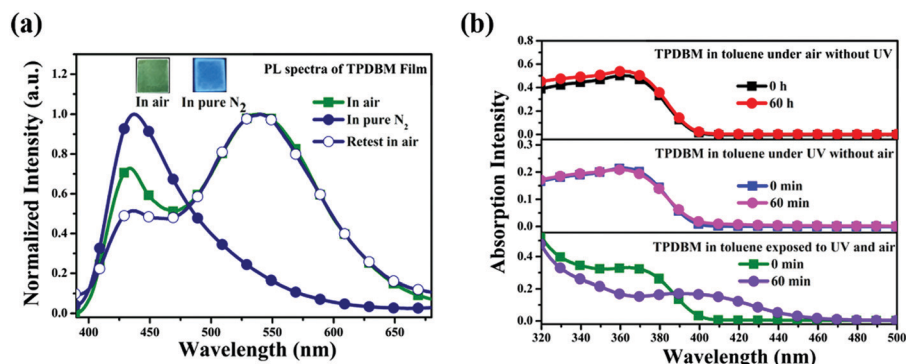 (a)
Normalized Intensity (a.u.)
1.0
0.8
0.6
0.4
0.2
0.0
In air
In pure N2
PL spectra of TPDBM Film
In air
In pure N2
Retest in air
400 450 500 550 600 650
Wavelength (nm)
(b)
Absorption Intensity
0.8
0.6
0.4
0.2
0.0
TPDBM in toluene under air without UV
0 h
60 h
0.2
0.1
0.0
TPDBM in toluene under UV without air
0 min
60 min
0.4
0.2
0.0
TPDBM in toluene exposed to UV and air
0 min
60 min
320 340 360 380 400 420 440 460 480 500
Wavelength (nm)